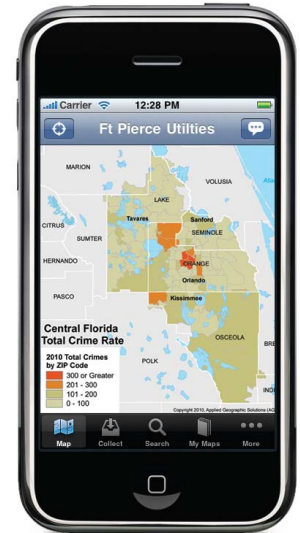 Carrier 12:28 PM
Ft Pierce Utilties
MARION
VOLUSIA
LAKE
Tavares
Sanford
CITRUS
SEMINOLE
SUMTER
HERNANDO
ORANGE
Orlando
PASCO
Kissimmee
Central Florida
Total Crime Rate
OSCEOLA
2010 Total Crimes
by ZIP Code
POLK
300 or Greater
201 - 300
101 - 200
0 - 100
Copyright 2010, Applied Geographic Solutions (AG
Map Collect Search My Maps More